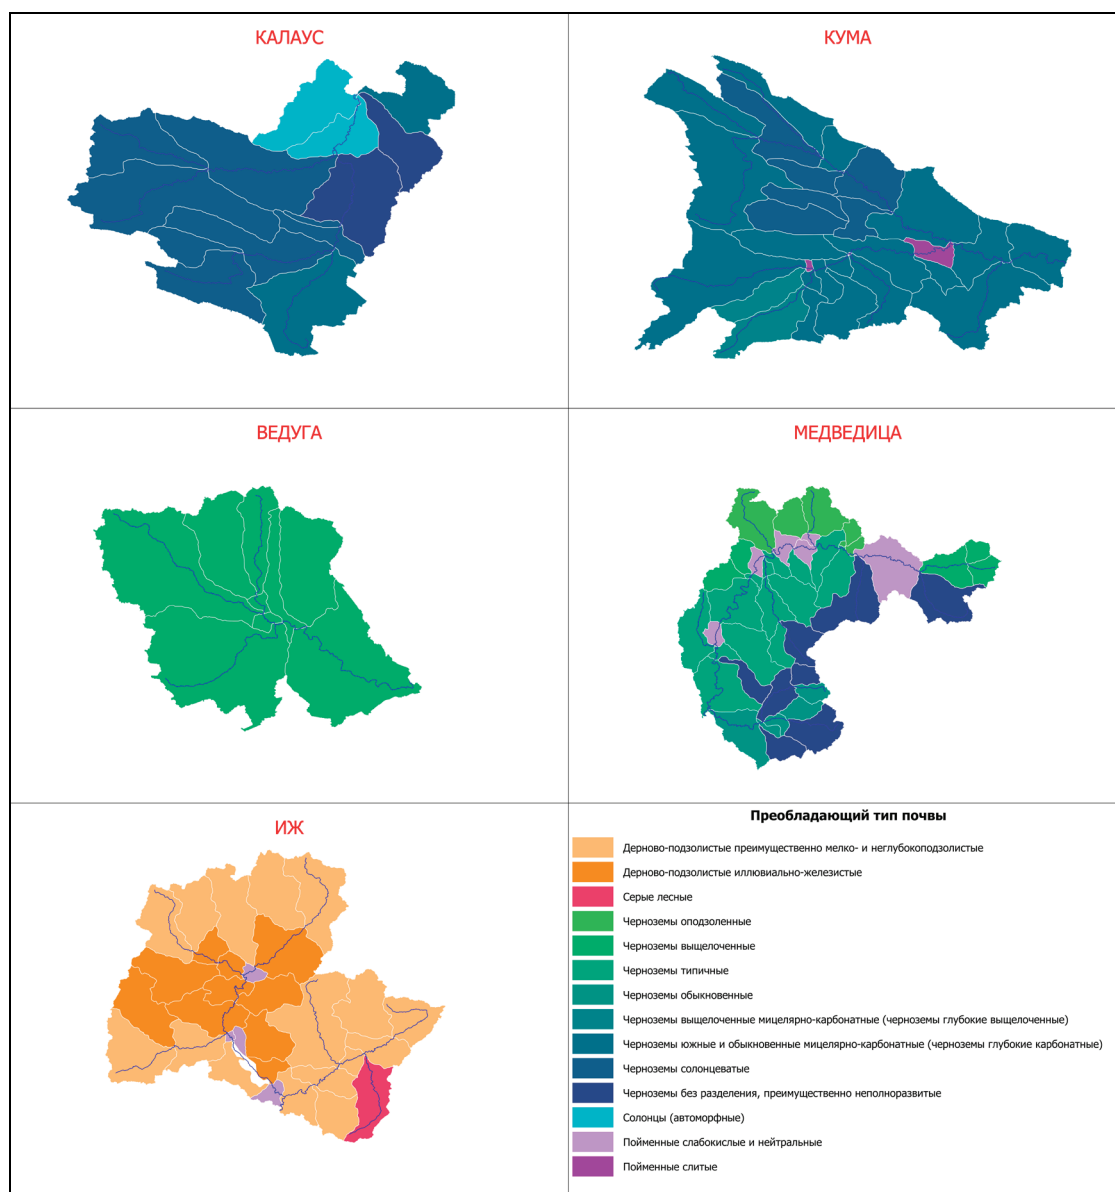 КАЛАУС
КУМА
ВЕДУГА
МЕДВЕДИЦА
ИЖ
Преобладающий тип почвы
Дерново-подзолистые преимущественно мелко- и неглубокоподзолистые
Дерново-подзолистые иллювиально-железистые
Серые лесные
Черноземы оподзоленные
Черноземы выщелоченные
Черноземы типичные
Черноземы обыкновенные
Черноземы выщелоченные мицелярно-карбонатные (черноземы глубокие выщелоченные)
Черноземы южные и обыкновенные мицелярно-карбонатные (черноземы глубокие карбонатные)
Черноземы солонцеватые
Черноземы без разделения, преимущественно неполноразвитые
Солонцы (автоморфные)
Пойменные слабокислые и нейтральные
Пойменные слитые